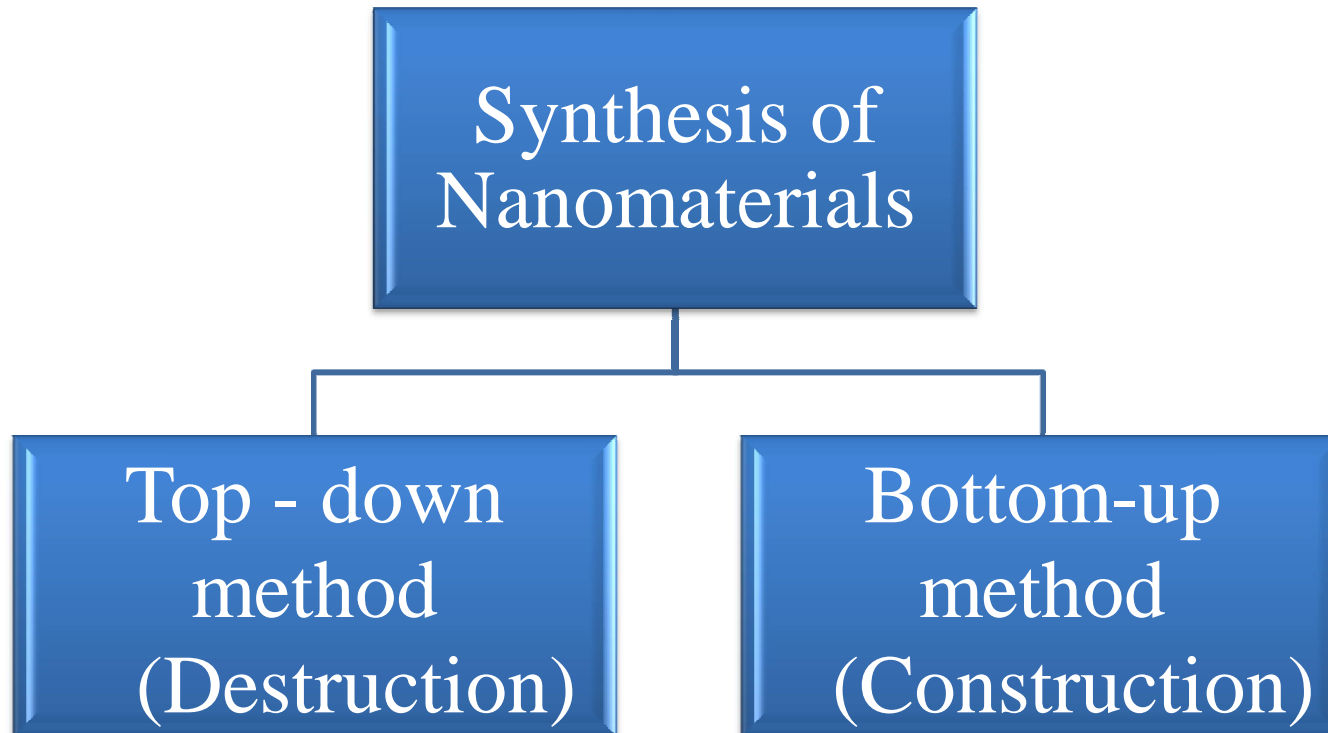 Synthesis of
Nanomaterials
Top - down
method
(Destruction)
Bottom-up
method
(Construction)